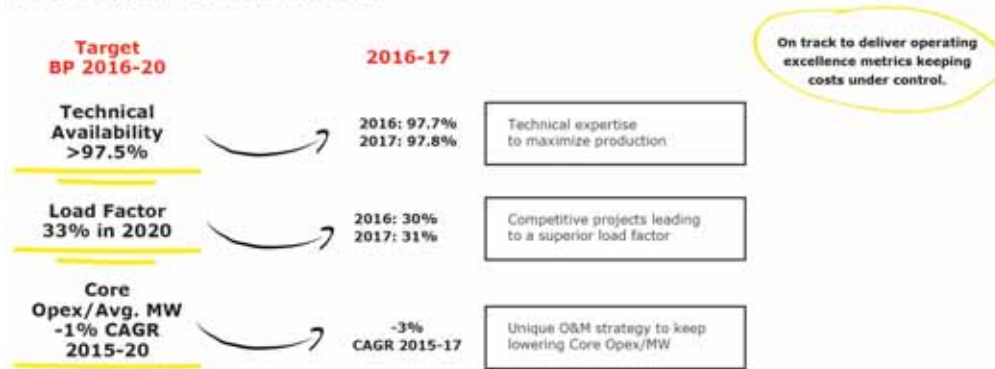 Target
BP 2016-20
2016-17
On track to deliver operating
excellence metrics keeping
costs under control.
Technical
Availability
>97.5%
2016: 97.7%
2017: 97.8%
Technical expertise
to maximize production
Load Factor
33% in 2020
2016: 30%
2017: 31%
Competitive projects leading
to a superior load factor
Core
Opex/Avg. MW
-1% CAGR
2015-20
-3%
CAGR 2015-17
Unique O&M strategy to keep
lowering Core Opex/MW